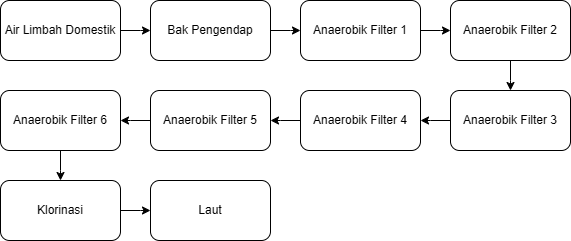 Air Limbah Domestik
Bak Pengendap
Anaerobik Filter 1
Anaerobik Filter 2
Anaerobik Filter 3
Anaerobik Filter 4
Anaerobik Filter 5
Anaerobik Filter 6
Klorinasi
Laut